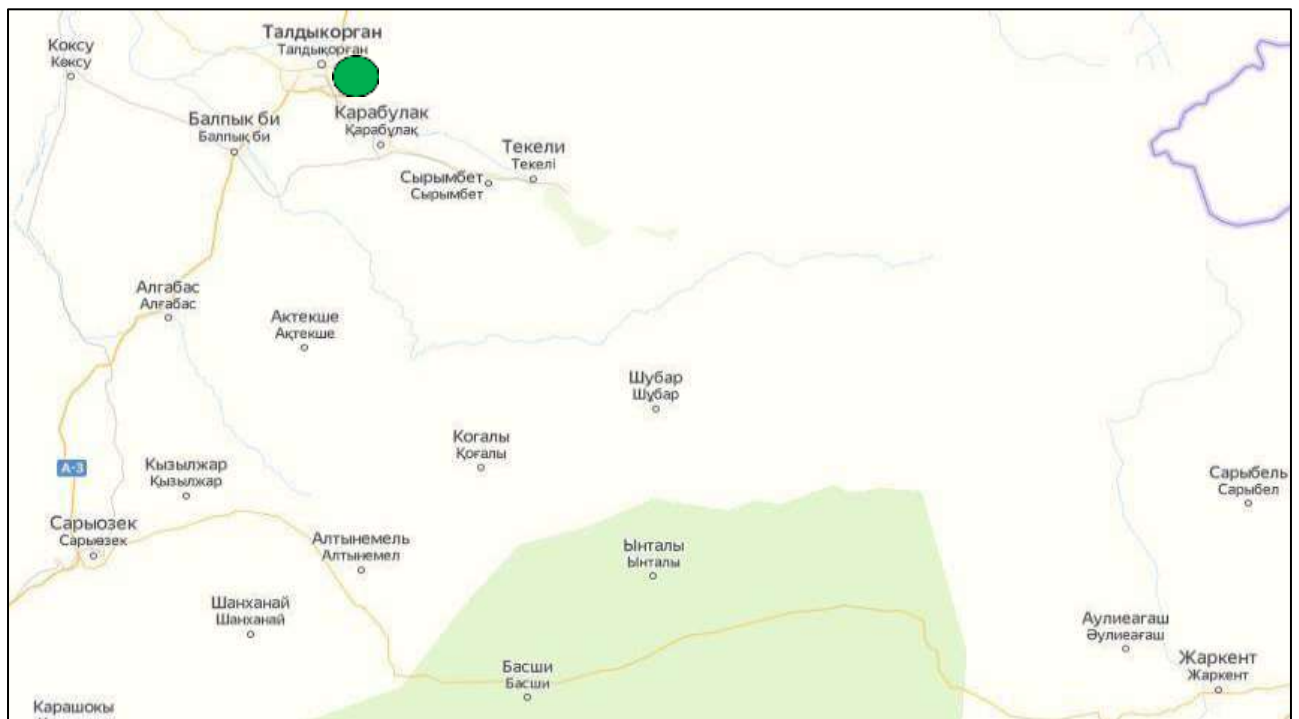 Талдыкорган
Талдықорған
Коксу
Көксу
Балпык би
Балпық би
Карабулак
Қарабұлақ
Текели
Текелі
Сырымбет
Сырымбет
Алгабас
Алғабас
Актекше
Ақтекше
Шубар
Шұбар
Когалы
Қоғалы
А-3
Кызылжар
Қызылжар
Сарыбель
Сарыбел
Сарыозек
Сарыөзек
Алтынемель
Алтынемел
Ынталы
Ынталы
Шанханай
Шанханай
Аулиеагаш
Әулиеағаш
Басши
Басши
Жаркент
Жаркент
Карашокы